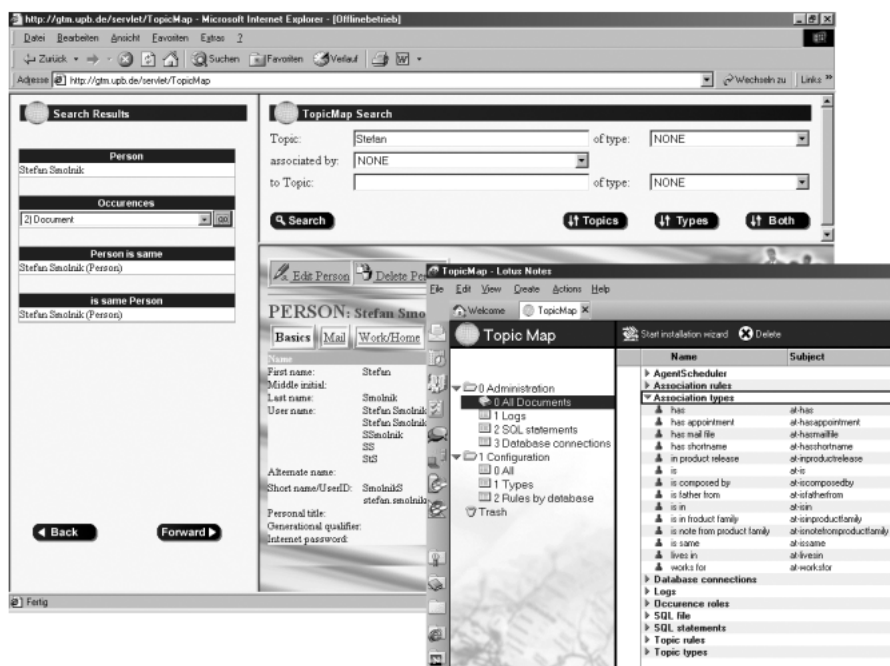 http://gtm.upb.de/servlet/TopicMap - Microsoft Internet Explorer - [Offlinebetrieb]
Datei Bearbeiten Ansicht Favoriten Extras ?
Zurück Suchen Favoriten Verlauf
Adresse http://gtm.upb.de/servlet/TopicMap Wechseln zu Links »
Search Results
Person
Stefan Smolnik
Occurences
2) Document GO
Person is same
Stefan Smolnik (Person)
is same Person
Stefan Smolnik (Person)
Back Forward
TopicMap Search
Topic: Stefan of type: NONE
associated by: NONE
to Topic: of type: NONE
Search Topics Types Both
Edit Person Delete Per
PERSON: Stefan Smo
Basics Mail Work/Home
Name
First name: Stefan
Middle initial:
Last name: Smolnik
User name: Stefan Smolnik
Stefan Smolnik
SSmolnik
SS
StS
Alternate name:
Short name/UserID: SmolnikS
stefan.smolnik
Personal title:
Generational qualifier:
Internet password:
Fertig
TopicMap - Lotus Notes
File Edit View Create Actions Help
Welcome TopicMap
Topic Map
0 Administration
0 All Documents
1 Logs
2 SQL statements
3 Database connections
1 Configuration
0 All
1 Types
2 Rules by database
Trash
Start installation wizard Delete
Name Subject
AgentScheduler
Association rules
Association types
has at-has
has appointment at-hasappointment
has mail file at-hasmailfile
has shortname at-hasshortname
in product release at-inproductrelease
is at-is
is composed by at-iscomposedby
is father from at-isfatherfrom
is in at-isin
is in froduct family at-isinproductfamily
is note from product family at-isnotefromproductfamily
is same at-issame
lives in at-livesin
works for at-worksfor
Database connections
Logs
Occurence roles
SQL file
SQL statements
Topic rules
Topic types